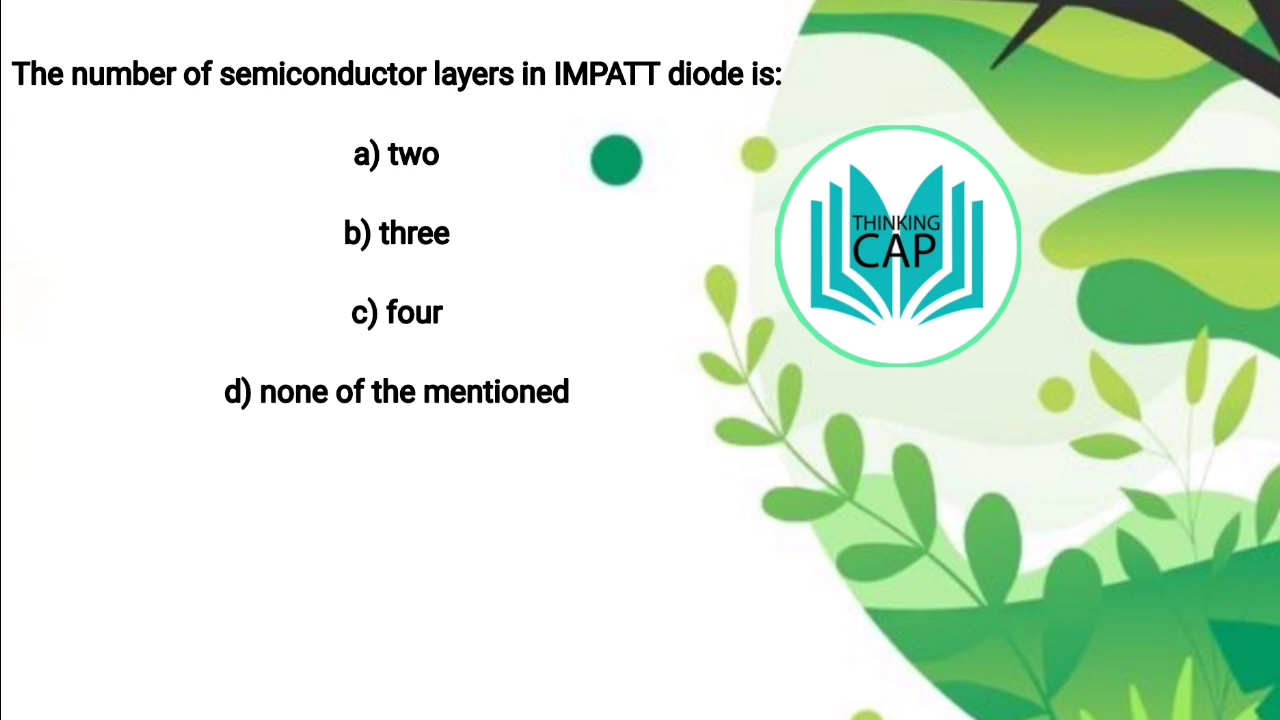 The number of semiconductor layers in IMPATT diode is:
a) two
b) three
c) four
d) none of the mentioned
THINKING
CAP